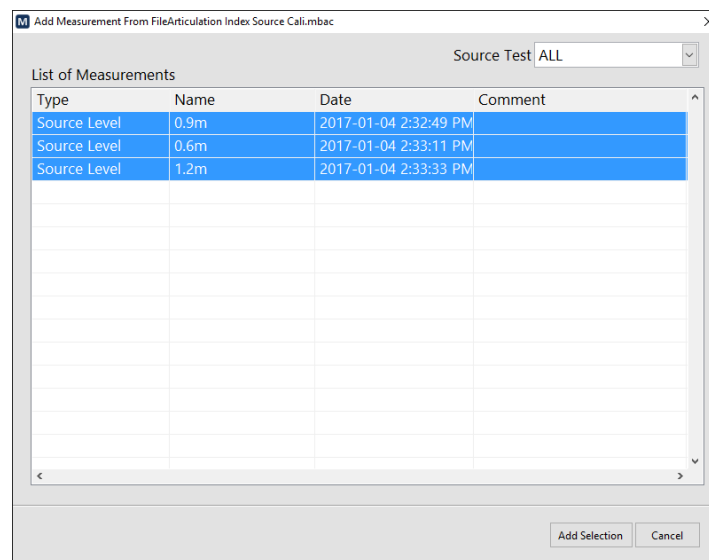 M Add Measurement From FileArticulation Index Source Cali.mbac
Source Test ALL
List of Measurements
Type Name Date Comment
Source Level 0.9m 2017-01-04 2:32:49 PM
Source Level 0.6m 2017-01-04 2:33:11 PM
Source Level 1.2m 2017-01-04 2:33:33 PM
Add Selection Cancel